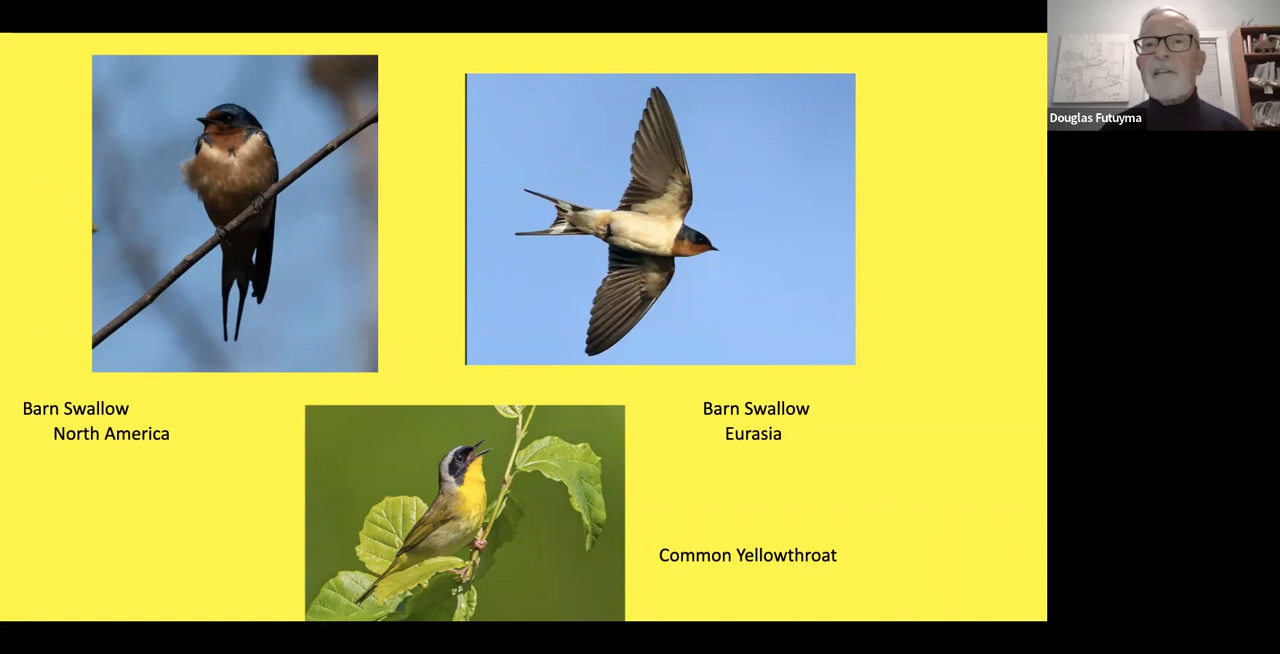 Douglas Futuyma
Barn Swallow
North America
Barn Swallow
Eurasia
Common Yellowthroat